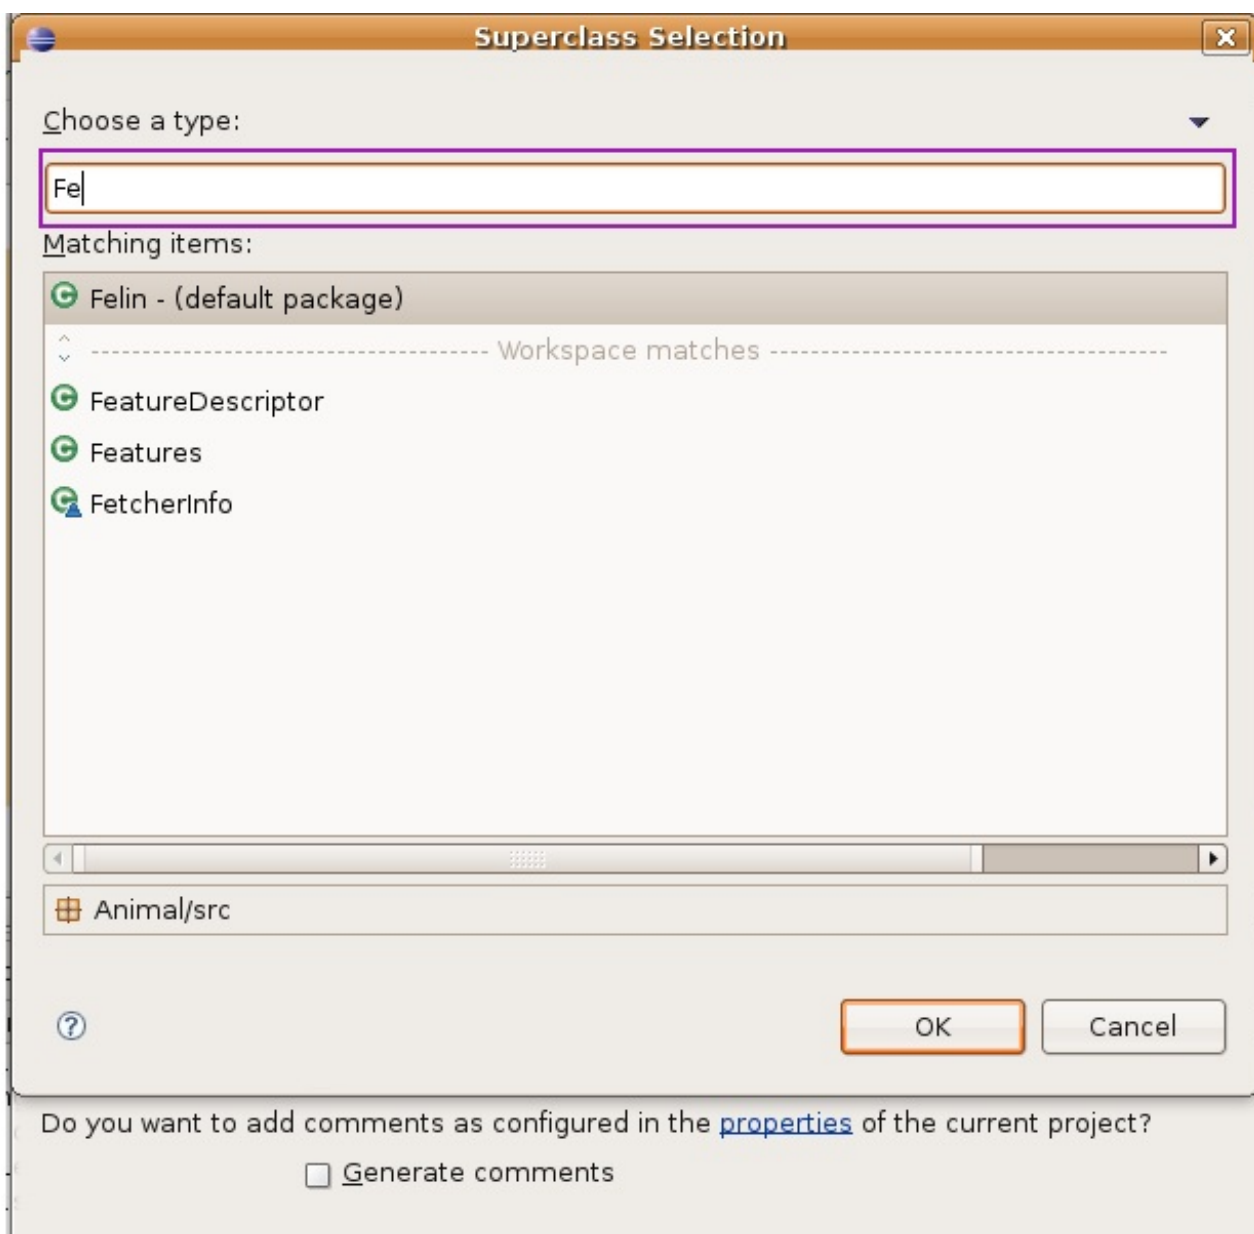 Superclass Selection
Choose a type:
Fe
Matching items:
Felin - (default package)
--------------------------------------- Workspace matches ---------------------------------------
FeatureDescriptor
Features
FetcherInfo
Animal/src
OK Cancel
Do you want to add comments as configured in the properties of the current project?
Generate comments